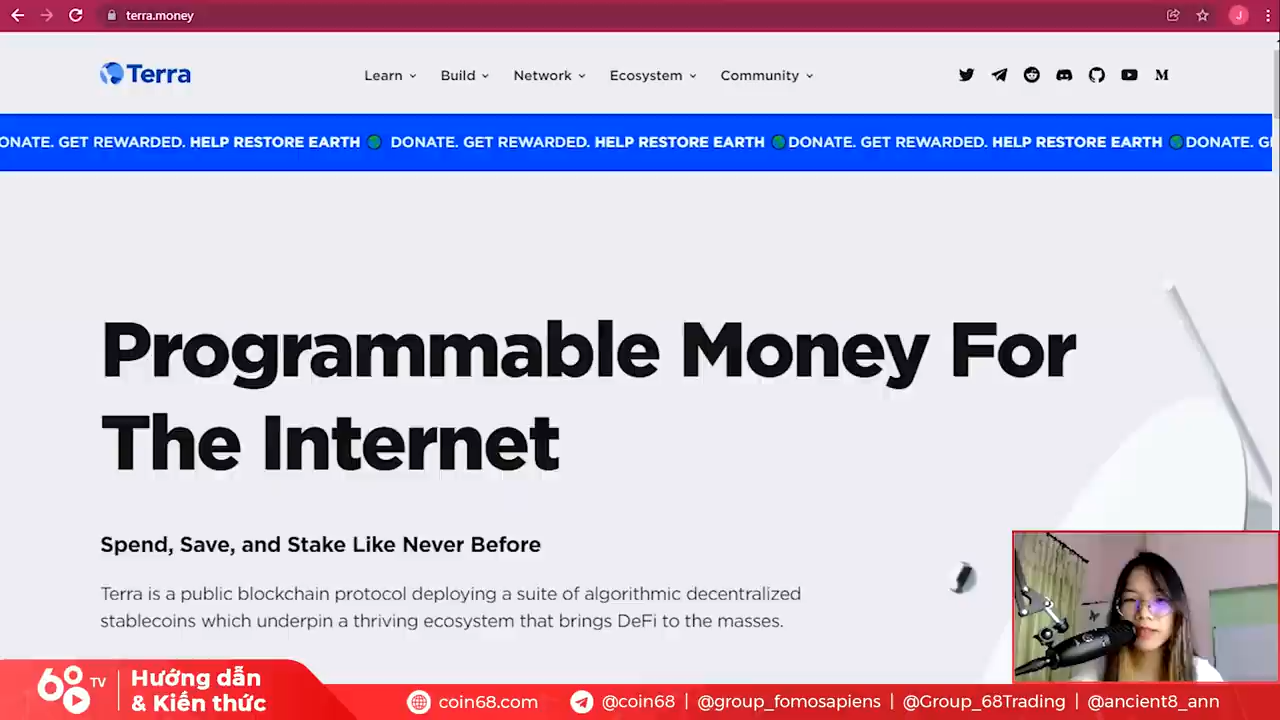 terra.money
J
Terra
Learn Build Network Ecosystem Community
M
ONATE. GET REWARDED. HELP RESTORE EARTH DONATE. GET REWARDED. HELP RESTORE EARTH DONATE. GET REWARDED. HELP RESTORE EARTH DONATE. G
Programmable Money For
The Internet
Spend, Save, and Stake Like Never Before
Terra is a public blockchain protocol deploying a suite of algorithmic decentralized
stablecoins which underpin a thriving ecosystem that brings DeFi to the masses.
68 TV
Hướng dẫn
& Kiến thức
coin68.com
@coin68 | @group_fomosapiens | @Group_68Trading | @ancient8_ann